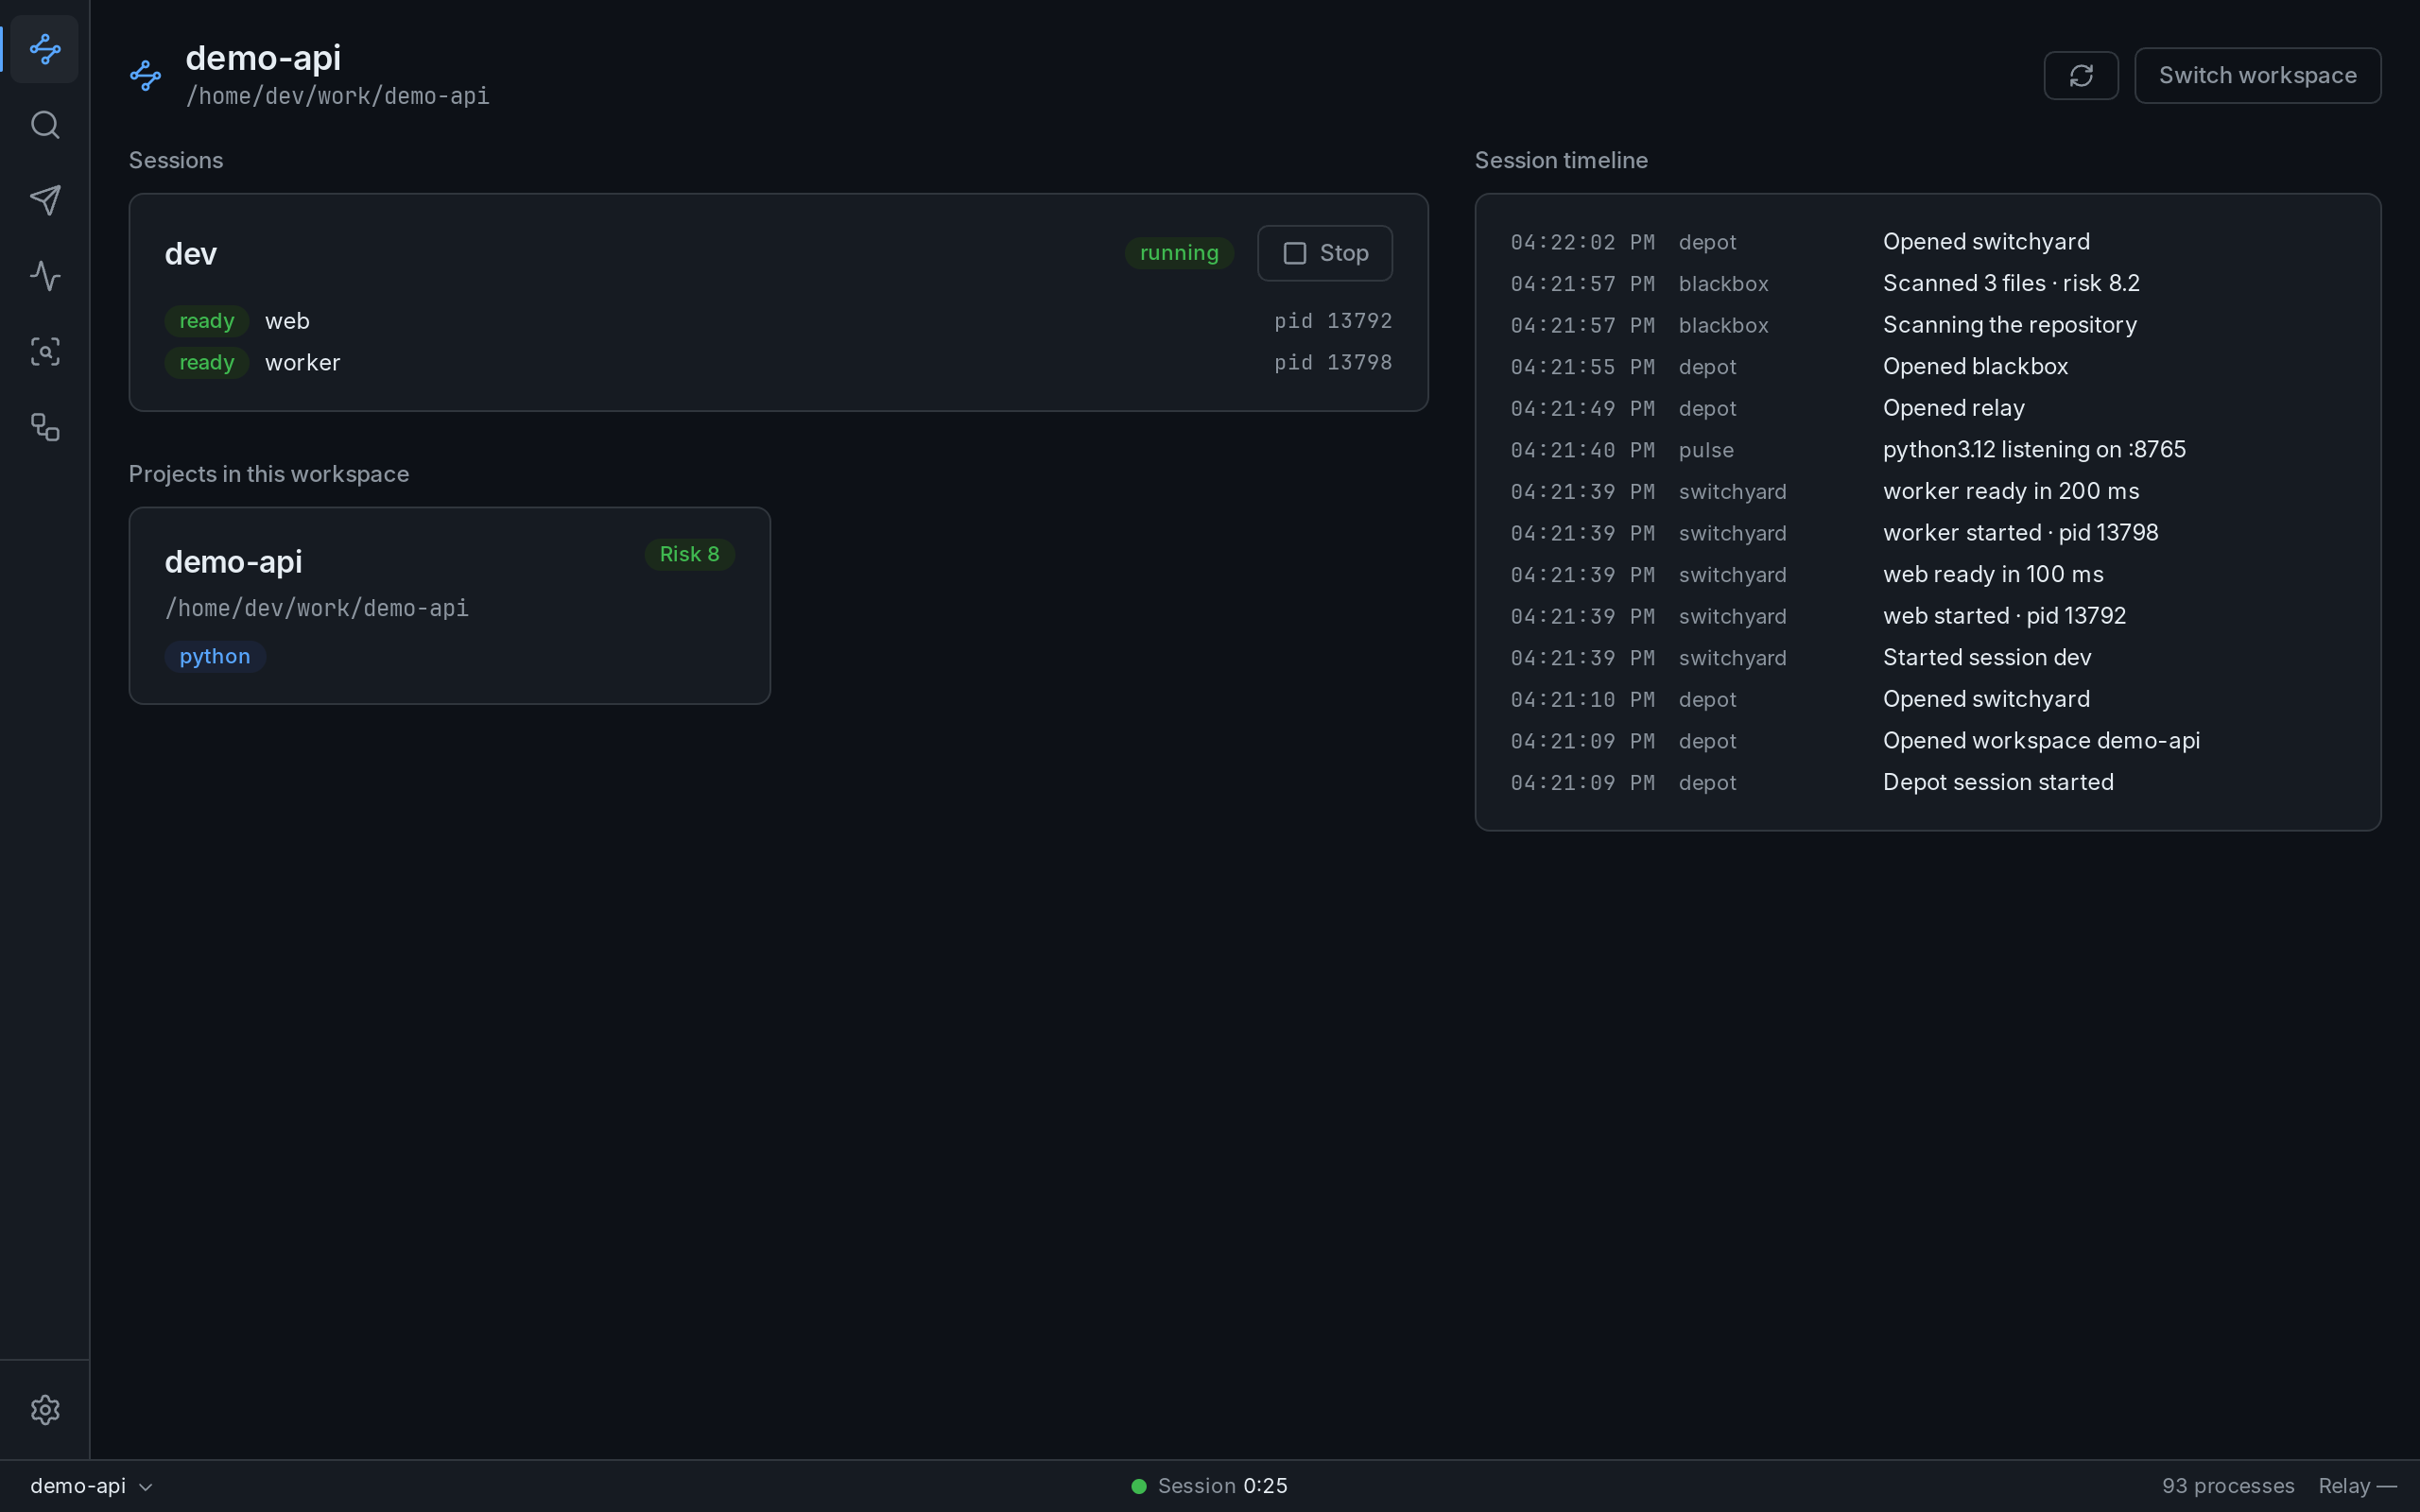 demo-api
/home/dev/work/demo-api
Switch workspace
Sessions
dev
running
Stop
ready web pid 13792
ready worker pid 13798
Projects in this workspace
demo-api
Risk 8
/home/dev/work/demo-api
python
Session timeline
04:22:02 PM depot Opened switchyard
04:21:57 PM blackbox Scanned 3 files · risk 8.2
04:21:57 PM blackbox Scanning the repository
04:21:55 PM depot Opened blackbox
04:21:49 PM depot Opened relay
04:21:40 PM pulse python3.12 listening on :8765
04:21:39 PM switchyard worker ready in 200 ms
04:21:39 PM switchyard worker started · pid 13798
04:21:39 PM switchyard web ready in 100 ms
04:21:39 PM switchyard web started · pid 13792
04:21:39 PM switchyard Started session dev
04:21:10 PM depot Opened switchyard
04:21:09 PM depot Opened workspace demo-api
04:21:09 PM depot Depot session started
demo-api
Session 0:25
93 processes
Relay —